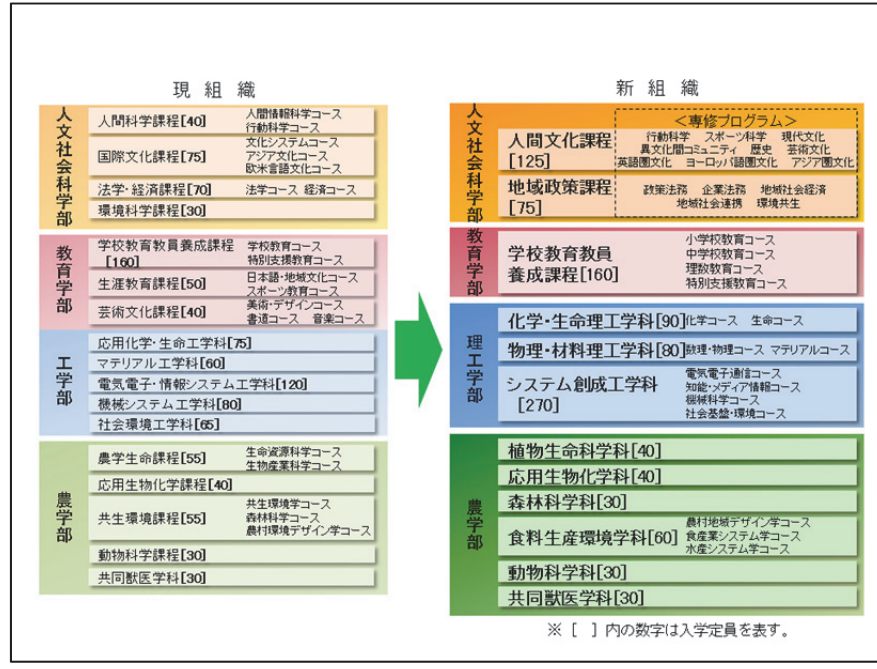 現組織
人文社会科学部
人間科学課程[40]
人間情報科学コース
行動科学コース
国際文化課程[75]
文化システムコース
アジア文化コース
欧米言語文化コース
法学・経済課程[70]
法学コース 経済コース
環境科学課程[30]
教育学部
学校教育教員養成課程
[160]
学校教育コース
特別支援教育コース
生涯教育課程[50]
日本語・地域文化コース
スポーツ教育コース
芸術文化課程[40]
美術・デザインコース
書道コース 音楽コース
工学部
応用化学・生命工学科[75]
マテリアル工学科[60]
電気電子・情報システム工学科[120]
機械システム工学科[80]
社会環境工学科[65]
農学部
農学生命課程[55]
生命資源科学コース
生物産業科学コース
応用生物化学課程[40]
共生環境課程[55]
共生環境学コース
森林科学コース
農村環境デザイン学コース
動物科学課程[30]
共同獣医学科[30]
新組織
人文社会科学部
人間文化課程
[125]
＜専修プログラム＞
行動科学 スポーツ科学 現代文化
異文化間コミュニティ 歴史 芸術文化
英語圏文化 ヨーロッパ語圏文化 アジア圏文化
地域政策課程
[75]
政策法務 企業法務 地域社会経済
地域社会連携 環境共生
教育学部
学校教育教員
養成課程[160]
小学校教育コース
中学校教育コース
理数教育コース
特別支援教育コース
理工学部
化学・生命理工学科[90]化学コース 生命コース
物理・材料理工学科[80]数理・物理コース マテリアルコース
システム創成工学科
[270]
電気電子通信コース
知能・メディア情報コース
機械科学コース
社会基盤・環境コース
農学部
植物生命科学科[40]
応用生物化学科[40]
森林科学科[30]
食料生産環境学科[60]
農村地域デザイン学コース
食産業システム学コース
水産システム学コース
動物科学科[30]
共同獣医学科[30]
※ [ ] 内の数字は入学定員を表す。